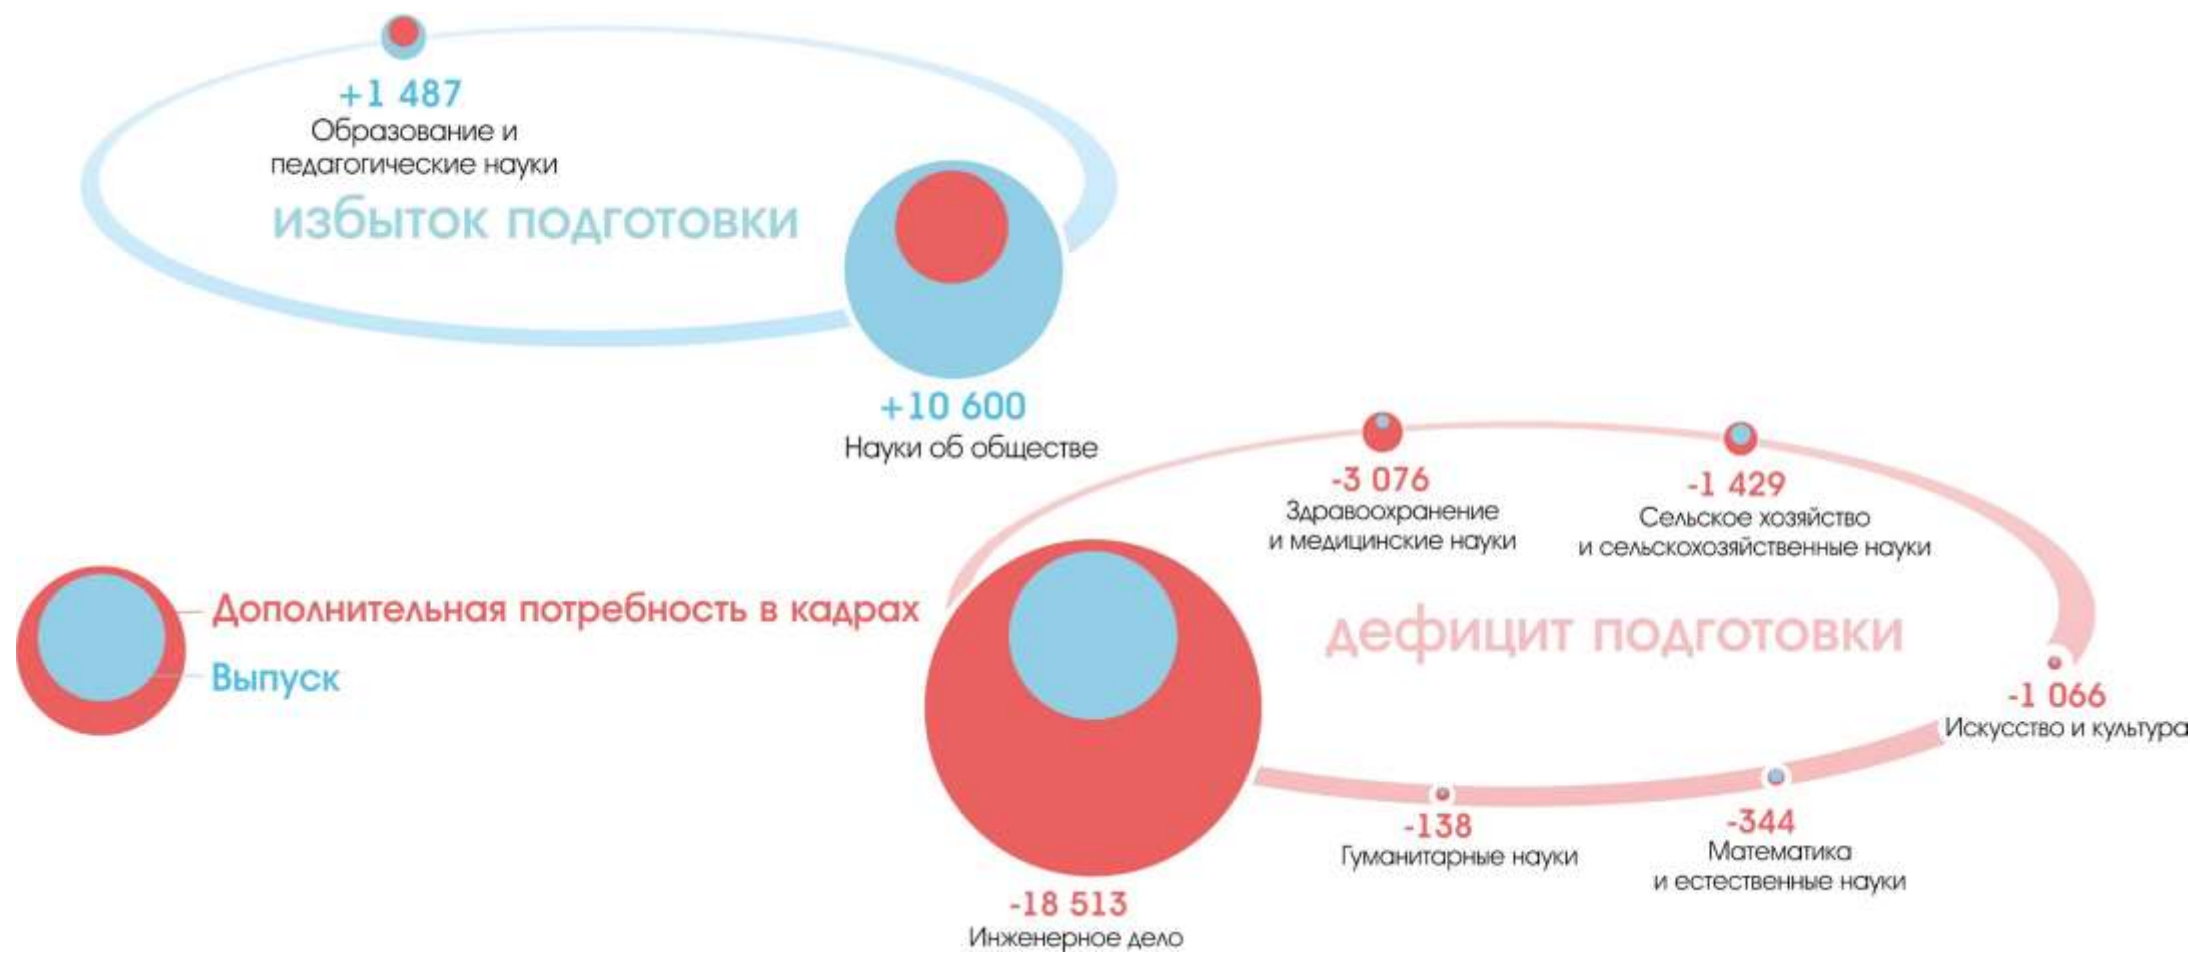 +1 487
Образование и
педагогические науки
избыток подготовки
+10 600
Науки об обществе
-3 076
Здравоохранение
и медицинские науки
-1 429
Сельское хозяйство
и сельскохозяйственные науки
Дополнительная потребность в кадрах
Выпуск
дефицит подготовки
-1 066
Искусство и культура
-138
Гуманитарные науки
-344
Математика
и естественные науки
-18 513
Инженерное дело